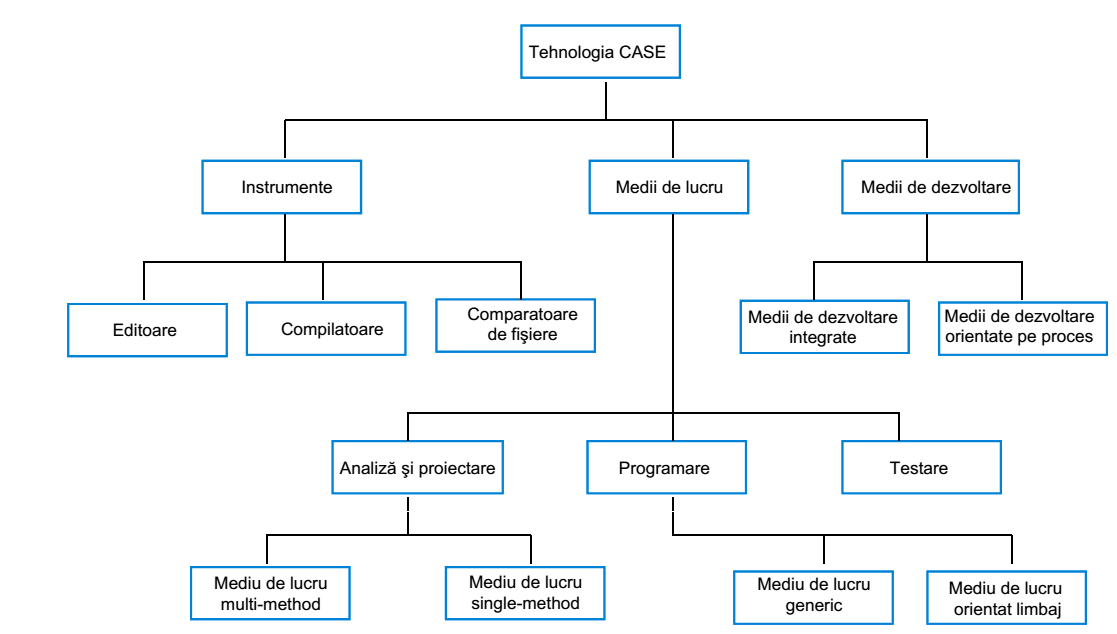 Tehnologia CASE
Instrumente
Medii de lucru
Medii de dezvoltare
Editoare
Compilatoare
Comparatoare
de fişiere
Medii de dezvoltare
integrate
Medii de dezvoltare
orientate pe proces
Analiză şi proiectare
Programare
Testare
Mediu de lucru
multi-method
Mediu de lucru
single-method
Mediu de lucru
generic
Mediu de lucru
orientat limbaj